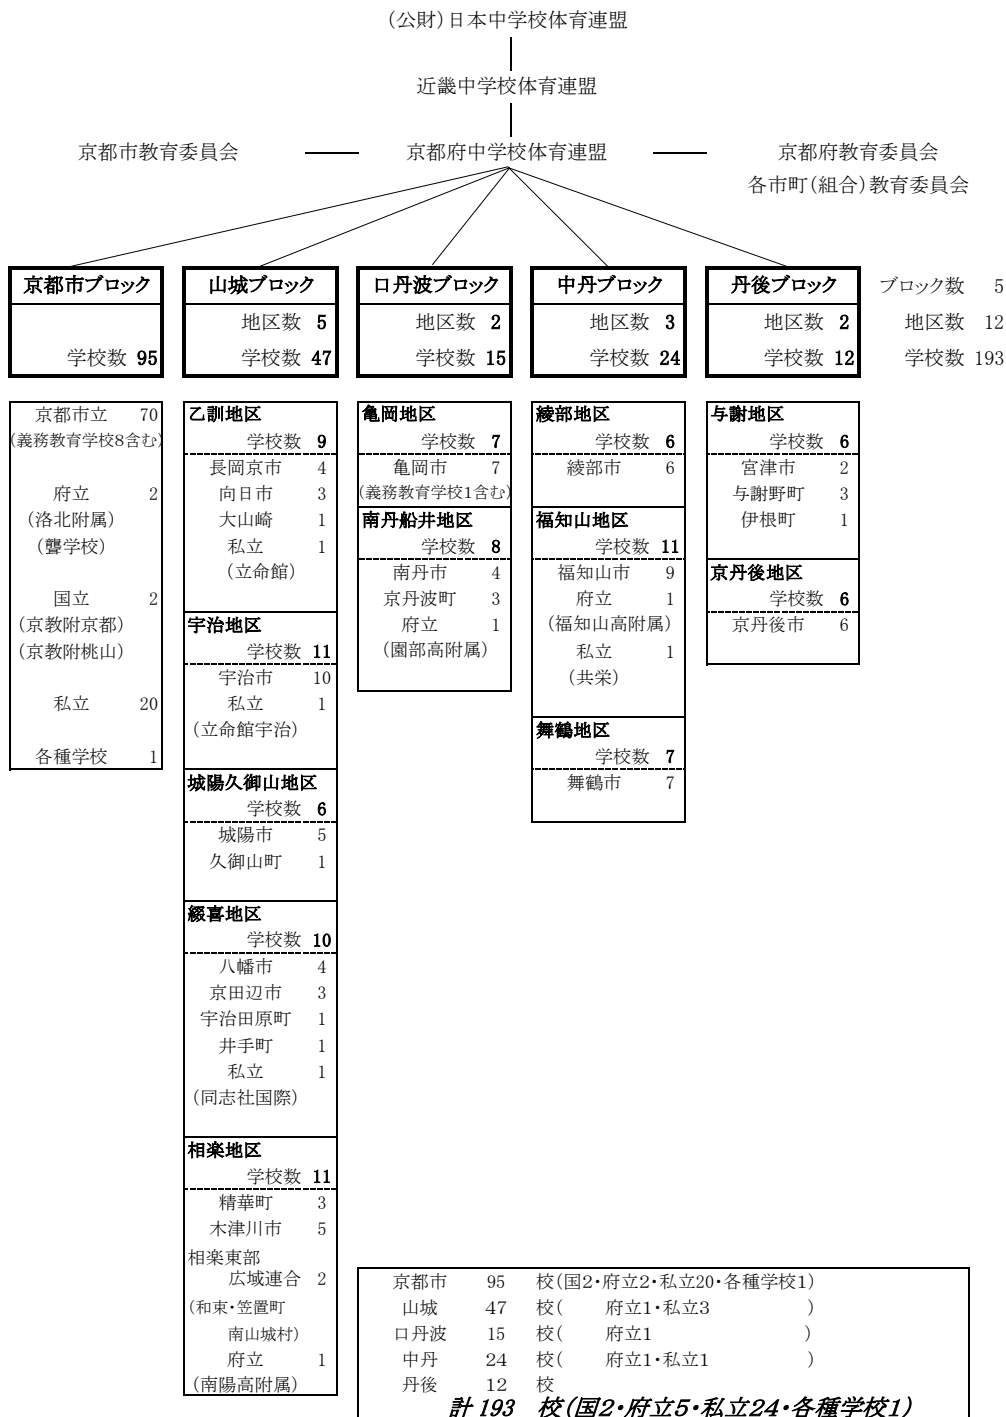 (公財)日本中学校体育連盟
近畿中学校体育連盟
京都市教育委員会 京都府中学校体育連盟 京都府教育委員会
各市町(組合)教育委員会
京都市ブロック
学校数 95
山城ブロック
地区数 5
学校数 47
口丹波ブロック
地区数 2
学校数 15
中丹ブロック
地区数 3
学校数 24
丹後ブロック
地区数 2
学校数 12
ブロック数 5
地区数 12
学校数 193
京都市立 70
(義務教育学校8含む)
府立 2
(洛北附属)
(聾学校)
国立 2
(京教附京都)
(京教附桃山)
私立 20
各種学校 1
乙訓地区
学校数 9
長岡京市 4
向日市 3
大山崎 1
私立 1
(立命館)
宇治地区
学校数 11
宇治市 10
私立 1
(立命館宇治)
城陽久御山地区
学校数 6
城陽市 5
久御山町 1
綴喜地区
学校数 10
八幡市 4
京田辺市 3
宇治田原町 1
井手町 1
私立 1
(同志社国際)
相楽地区
学校数 11
精華町 3
木津川市 5
相楽東部
広域連合 2
(和束・笠置町
南山城村)
府立 1
(南陽高附属)
亀岡地区
学校数 7
亀岡市 7
(義務教育学校1含む)
南丹船井地区
学校数 8
南丹市 4
京丹波町 3
府立 1
(園部高附属)
綾部地区
学校数 6
綾部市 6
福知山地区
学校数 11
福知山市 9
府立 1
(福知山高附属)
私立 1
(共栄)
舞鶴地区
学校数 7
舞鶴市 7
与謝地区
学校数 6
宮津市 2
与謝野町 3
伊根町 1
京丹後地区
学校数 6
京丹後市 6
京都市 95 校(国2・府立2・私立20・各種学校1)
山城 47 校( 府立1・私立3 )
口丹波 15 校( 府立1 )
中丹 24 校( 府立1・私立1 )
丹後 12 校
計 193 校(国2・府立5・私立24・各種学校1)